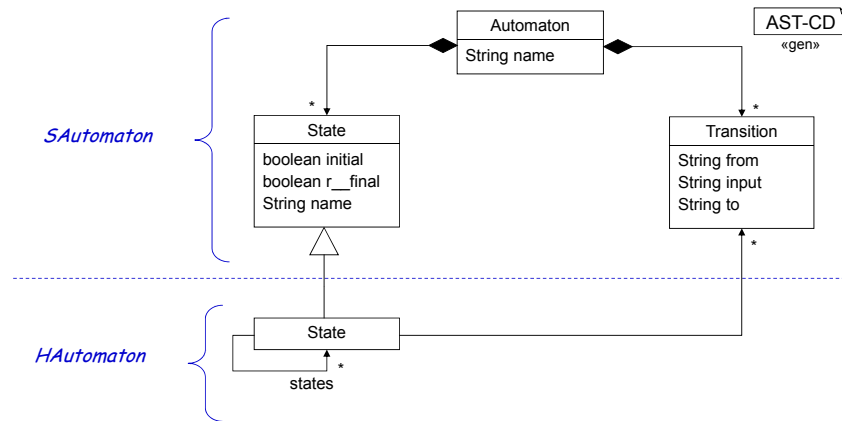 Automaton
String name
AST-CD
«gen»
*
*
SAutomaton
State
boolean initial
boolean r__final
String name
Transition
String from
String input
String to
*
HAutomaton
State
*
states